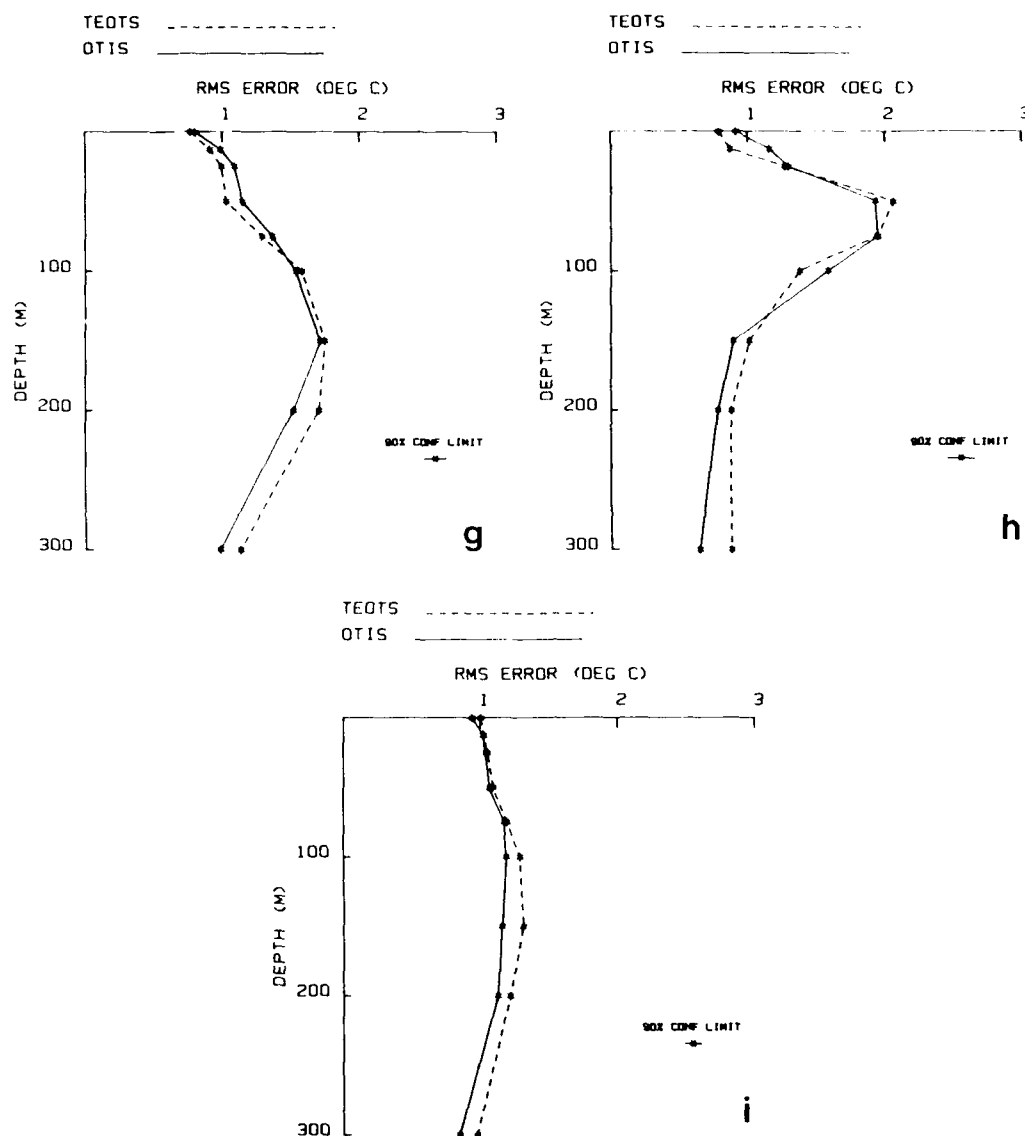 TEOTS
OTIS
RMS ERROR (DEG C)
1 2 3
100
200
300
DEPTH (M)
90% CONF LIMIT
g
TEOTS
OTIS
RMS ERROR (DEG C)
1 2 3
100
200
300
DEPTH (M)
90% CONF LIMIT
h
TEOTS
OTIS
RMS ERROR (DEG C)
1 2 3
100
200
300
DEPTH (M)
90% CONF LIMIT
i